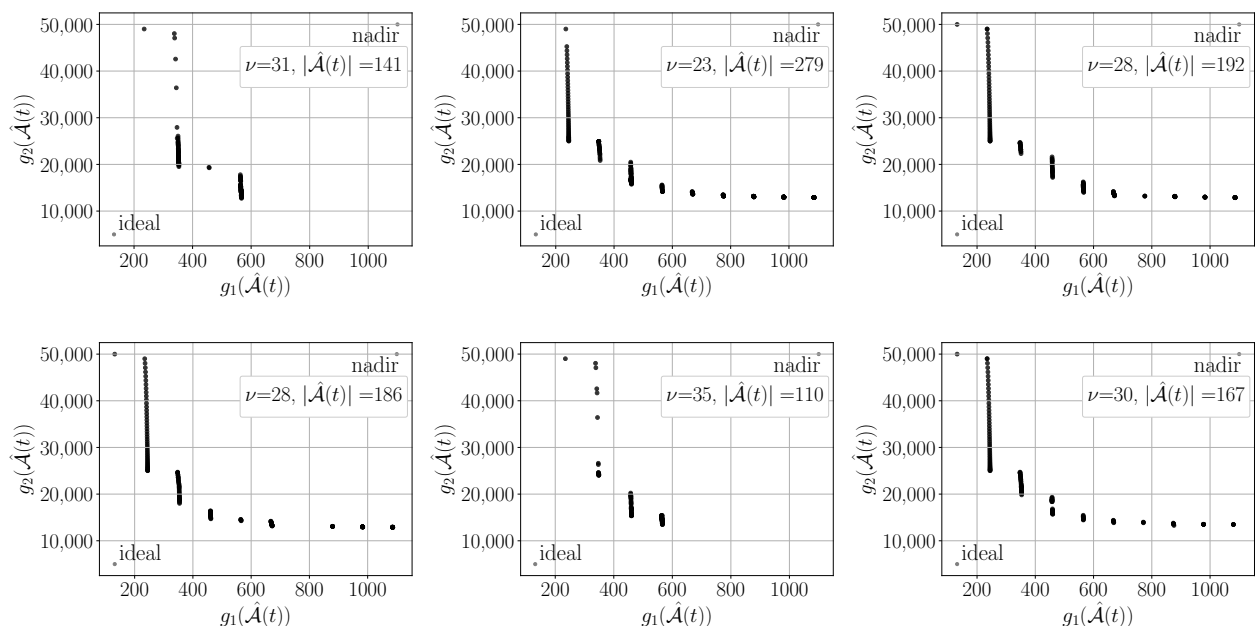 50,000
40,000
30,000
20,000
10,000
200 400 600 800 1000
g₂(𝒜̂(t))
g₁(𝒜̂(t))
nadir
ν=31, |𝒜̂(t)| =141
ideal
50,000
40,000
30,000
20,000
10,000
200 400 600 800 1000
g₂(𝒜̂(t))
g₁(𝒜̂(t))
nadir
ν=23, |𝒜̂(t)| =279
ideal
50,000
40,000
30,000
20,000
10,000
200 400 600 800 1000
g₂(𝒜̂(t))
g₁(𝒜̂(t))
nadir
ν=28, |𝒜̂(t)| =192
ideal
50,000
40,000
30,000
20,000
10,000
200 400 600 800 1000
g₂(𝒜̂(t))
g₁(𝒜̂(t))
nadir
ν=28, |𝒜̂(t)| =186
ideal
50,000
40,000
30,000
20,000
10,000
200 400 600 800 1000
g₂(𝒜̂(t))
g₁(𝒜̂(t))
nadir
ν=35, |𝒜̂(t)| =110
ideal
50,000
40,000
30,000
20,000
10,000
200 400 600 800 1000
g₂(𝒜̂(t))
g₁(𝒜̂(t))
nadir
ν=30, |𝒜̂(t)| =167
ideal